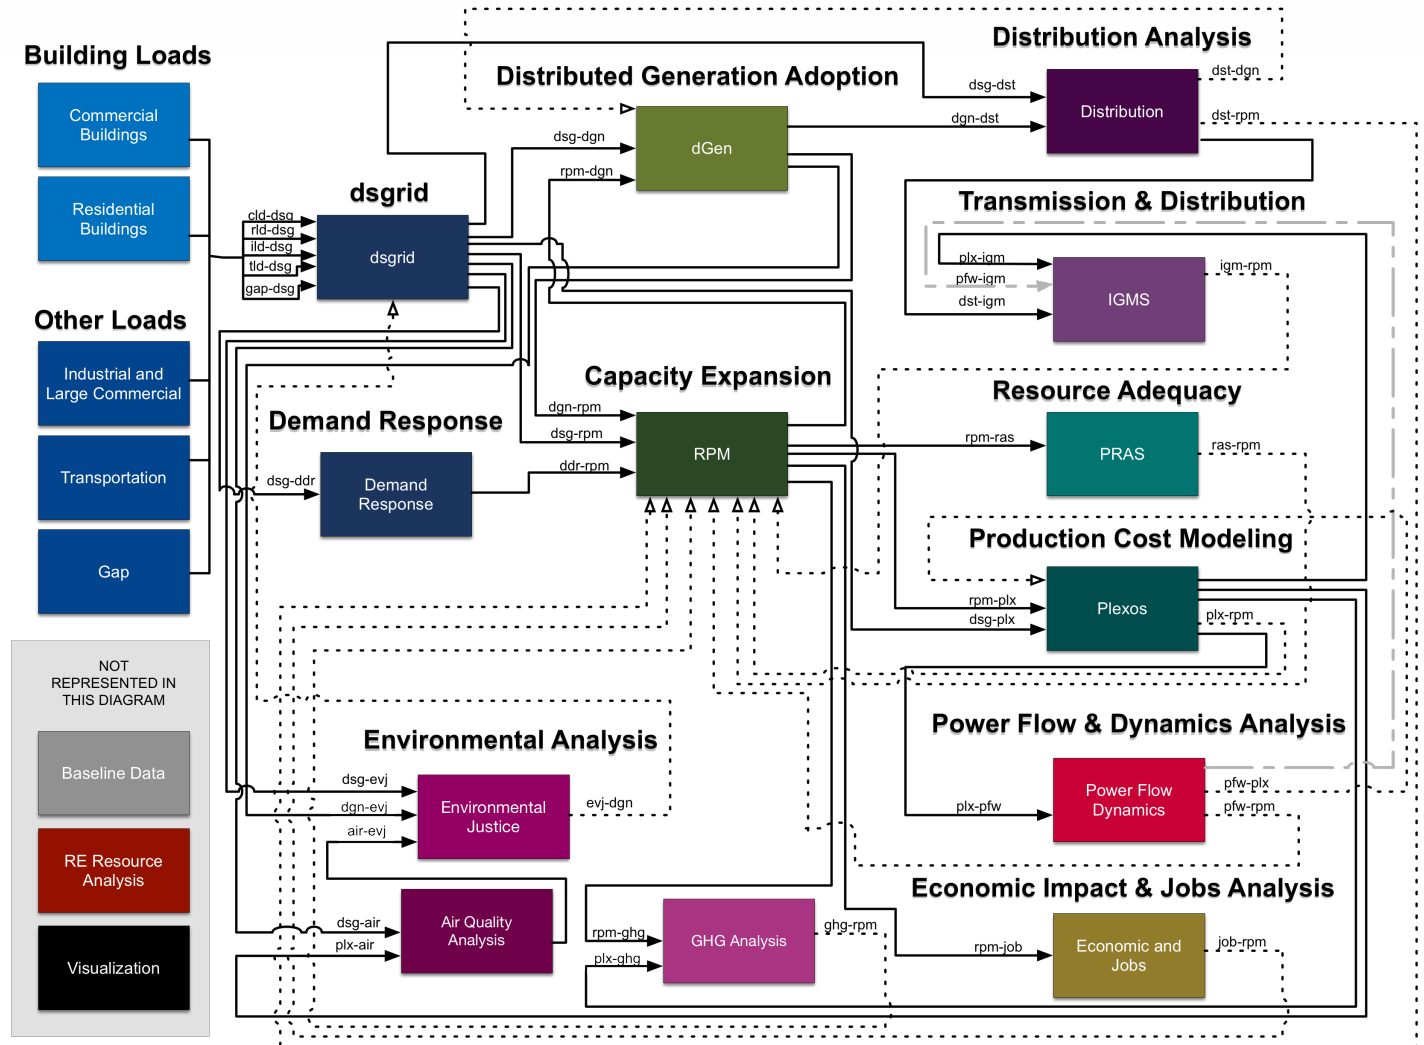 Building Loads
Commercial
Buildings
Residential
Buildings
Other Loads
Industrial and
Large Commercial
Transportation
Gap
NOT
REPRESENTED IN
THIS DIAGRAM
Baseline Data
RE Resource
Analysis
Visualization
cld-dsg
rld-dsg
ild-dsg
tld-dsg
gap-dsg
dsgrid
dsgrid
Demand Response
dsg-ddr
Demand
Response
Distributed Generation Adoption
dsg-dgn
rpm-dgn
dGen
Capacity Expansion
dgn-rpm
dsg-rpm
ddr-rpm
RPM
Environmental Analysis
dsg-evj
dgn-evj
air-evj
Environmental
Justice
evj-dgn
dsg-air
plx-air
Air Quality
Analysis
rpm-ghg
plx-ghg
GHG Analysis
ghg-rpm
Distribution Analysis
dsg-dst
dgn-dst
Distribution
dst-dgn
dst-rpm
Transmission & Distribution
plx-igm
pfw-igm
dst-igm
IGMS
igm-rpm
Resource Adequacy
rpm-ras
PRAS
ras-rpm
Production Cost Modeling
rpm-plx
dsg-plx
Plexos
plx-rpm
Power Flow & Dynamics Analysis
plx-pfw
Power Flow
Dynamics
pfw-plx
pfw-rpm
Economic Impact & Jobs Analysis
rpm-job
Economic and
Jobs
job-rpm